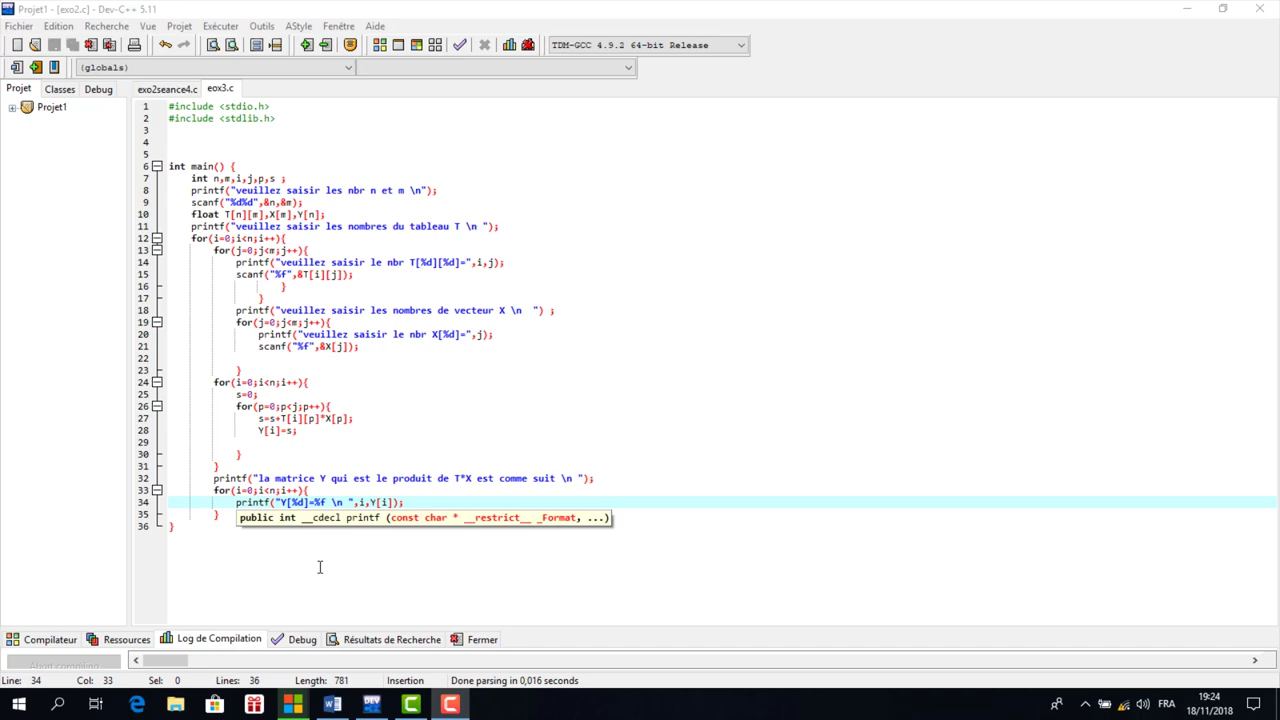 Projet1 - [exo2.c] - Dev-C++ 5.11
Fichier Edition Recherche Vue Projet Exécuter Outils AStyle Fenêtre Aide
TDM-GCC 4.9.2 64-bit Release
(globals)
Projet Classes Debug exo2seance4.c eox3.c
Projet1
1 #include <stdio.h>
2 #include <stdlib.h>
3
4
5
6 int main() {
7 int n,m,i,j,p,s ;
8 printf("veuillez saisir les nbr n et m \n");
9 scanf("%d%d",&n,&m);
10 float T[n][m],X[m],Y[n];
11 printf("veuillez saisir les nombres du tableau T \n ");
12 for(i=0;i<n;i++){
13 for(j=0;j<m;j++){
14 printf("veuillez saisir le nbr T[%d][%d]=",i,j);
15 scanf("%f",&T[i][j]);
16 }
17 }
18 printf("veuillez saisir les nombres de vecteur X \n  ") ;
19 for(j=0;j<m;j++){
20 printf("veuillez saisir le nbr X[%d]=",j);
21 scanf("%f",&X[j]);
22
23 }
24 for(i=0;i<n;i++){
25 s=0;
26 for(p=0;p<j;p++){
27 s=s+T[i][p]*X[p];
28 Y[i]=s;
29
30 }
31 }
32 printf("la matrice Y qui est le produit de T*X est comme suit \n ");
33 for(i=0;i<n;i++){
34 printf("Y[%d]=%f \n ",i,Y[i]);
35 }
public int __cdecl printf (const char * __restrict__ _Format, ...)
36 }
Compilateur Ressources Log de Compilation Debug Résultats de Recherche Fermer
Abort compiling
Line: 34 Col: 33 Sel: 0 Lines: 36 Length: 781 Insertion Done parsing in 0,016 seconds
FRA
19:24
18/11/2018